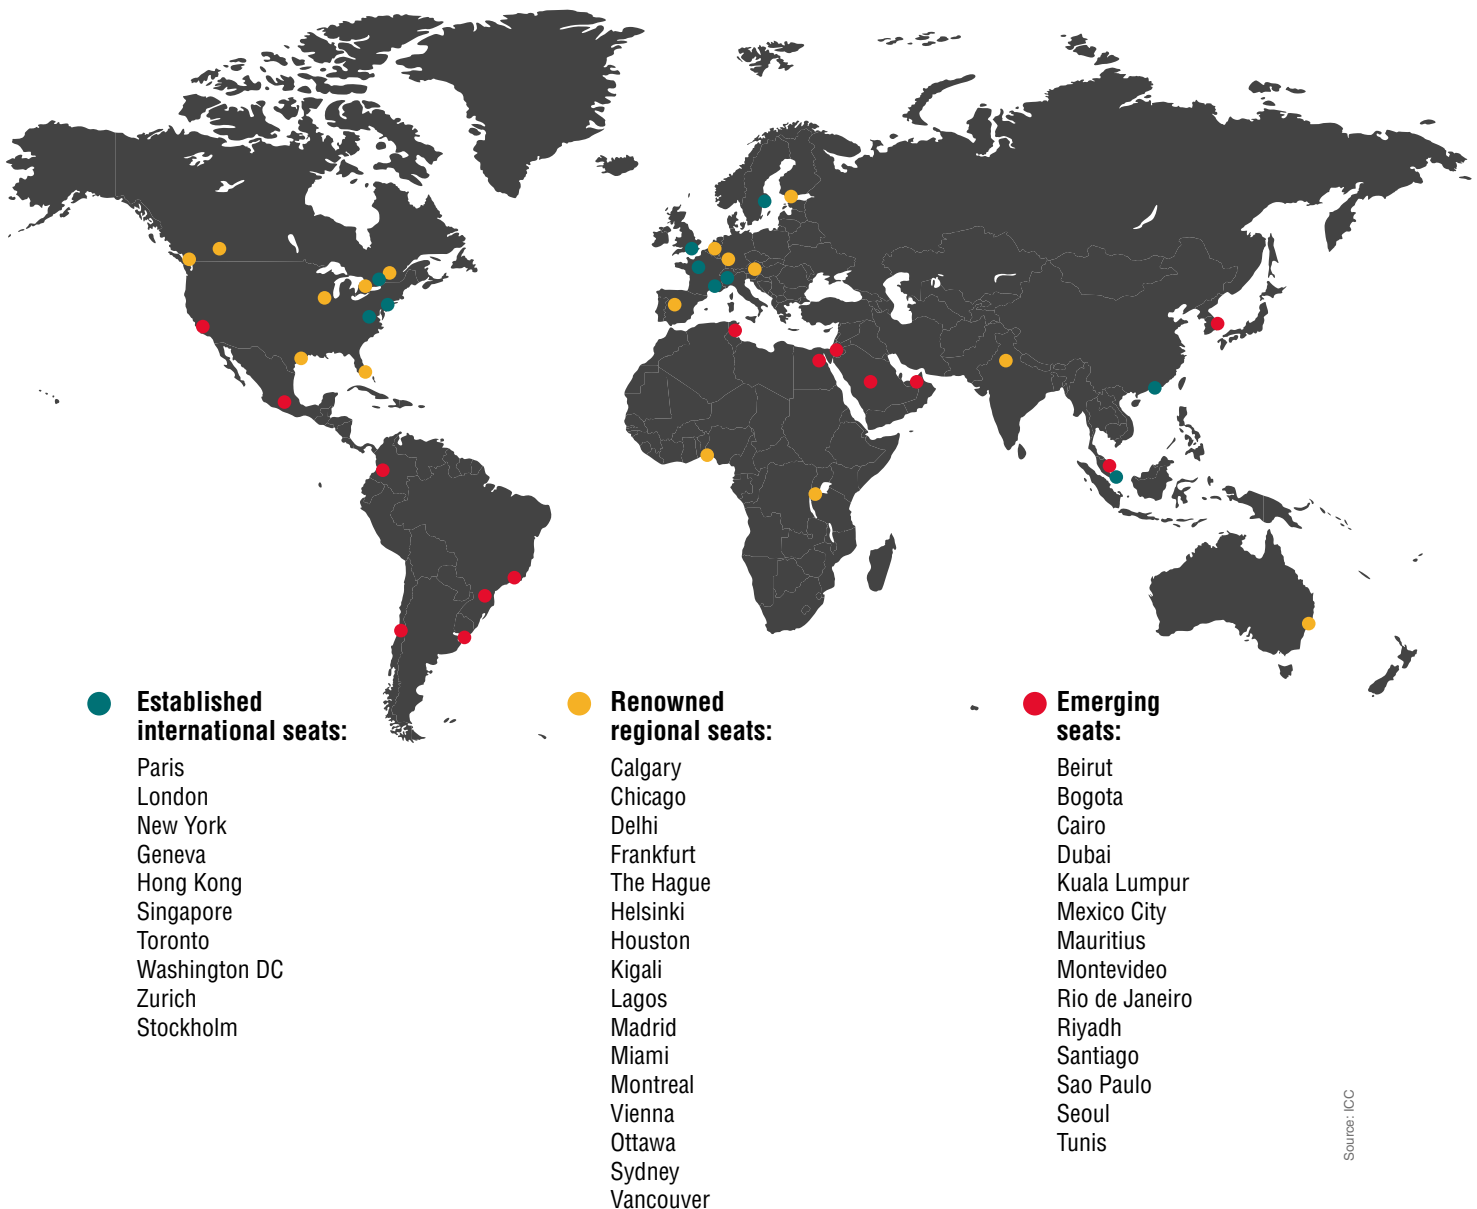 Established
international seats:
Paris
London
New York
Geneva
Hong Kong
Singapore
Toronto
Washington DC
Zurich
Stockholm
Renowned
regional seats:
Calgary
Chicago
Delhi
Frankfurt
The Hague
Helsinki
Houston
Kigali
Lagos
Madrid
Miami
Montreal
Vienna
Ottawa
Sydney
Vancouver
Emerging
seats:
Beirut
Bogota
Cairo
Dubai
Kuala Lumpur
Mexico City
Mauritius
Montevideo
Rio de Janeiro
Riyadh
Santiago
Sao Paulo
Seoul
Tunis
Source: ICC